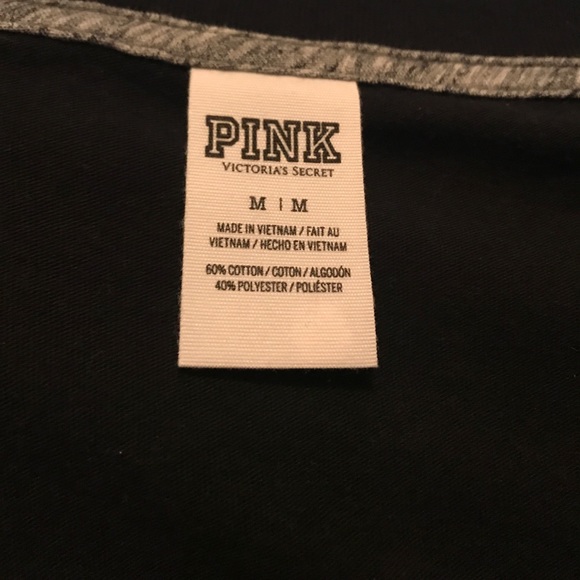 PINK
VICTORIA'S SECRET
M | M
MADE IN VIETNAM / FAIT AU
VIETNAM / HECHO EN VIETNAM
60% COTTON / COTON / ALGODÓN
40% POLYESTER / POLIÉSTER